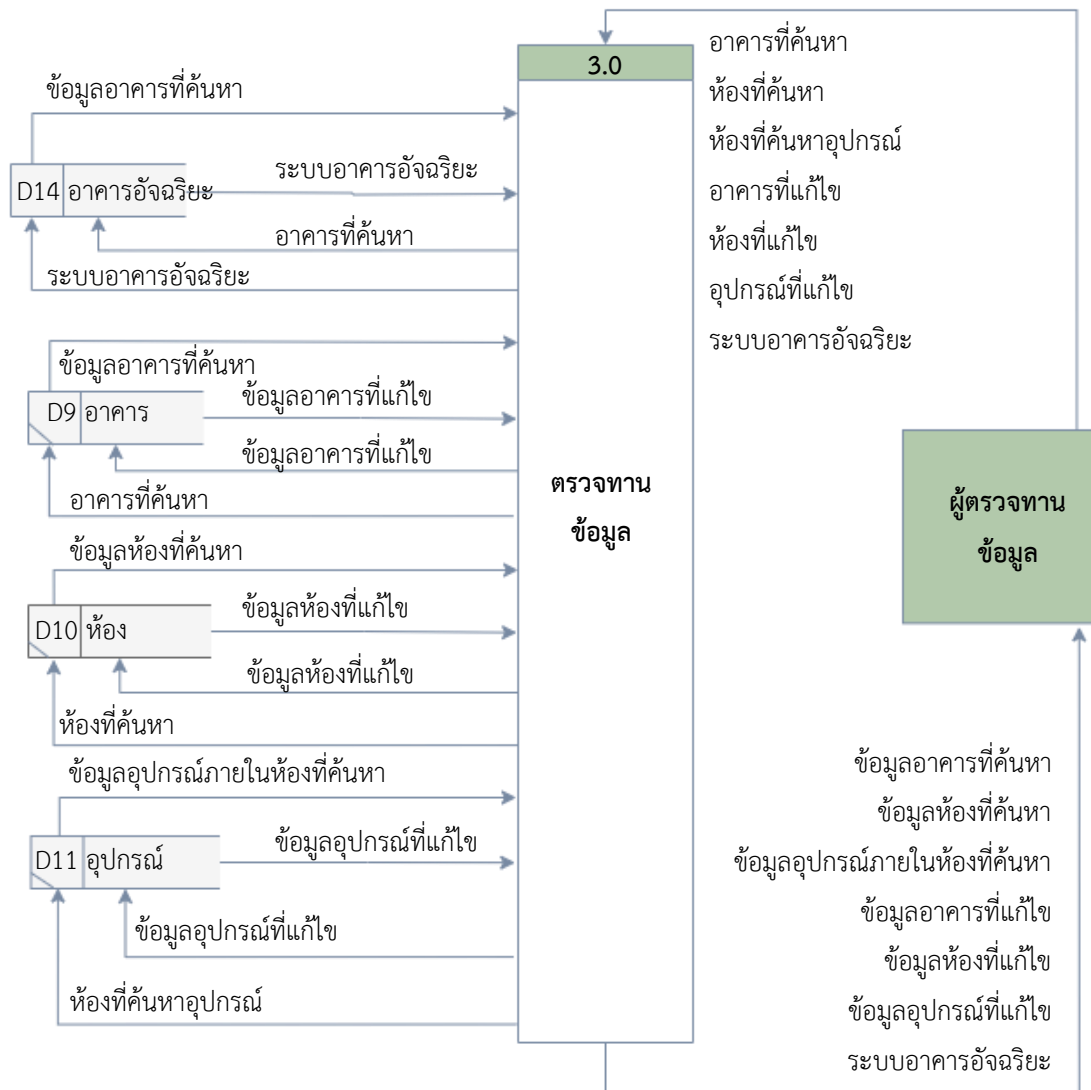 อาคารที่ค้นหา
3.0
ห้องที่ค้นหา
ข้อมูลอาคารที่ค้นหา
ห้องที่ค้นหาอุปกรณ์
ระบบอาคารอัจฉริยะ
D14 อาคารอัจฉริยะ
อาคารที่แก้ไข
อาคารที่ค้นหา
ห้องที่แก้ไข
ระบบอาคารอัจฉริยะ
อุปกรณ์ที่แก้ไข
ระบบอาคารอัจฉริยะ
ข้อมูลอาคารที่ค้นหา
ข้อมูลอาคารที่แก้ไข
D9 อาคาร
ข้อมูลอาคารที่แก้ไข
อาคารที่ค้นหา
ตรวจทาน
ข้อมูล
ผู้ตรวจทาน
ข้อมูล
ข้อมูลห้องที่ค้นหา
ข้อมูลห้องที่แก้ไข
D10 ห้อง
ข้อมูลห้องที่แก้ไข
ห้องที่ค้นหา
ข้อมูลอุปกรณ์ภายในห้องที่ค้นหา
ข้อมูลอุปกรณ์ที่แก้ไข
D11 อุปกรณ์
ข้อมูลอุปกรณ์ที่แก้ไข
ห้องที่ค้นหาอุปกรณ์
ข้อมูลอาคารที่ค้นหา
ข้อมูลห้องที่ค้นหา
ข้อมูลอุปกรณ์ภายในห้องที่ค้นหา
ข้อมูลอาคารที่แก้ไข
ข้อมูลห้องที่แก้ไข
ข้อมูลอุปกรณ์ที่แก้ไข
ระบบอาคารอัจฉริยะ